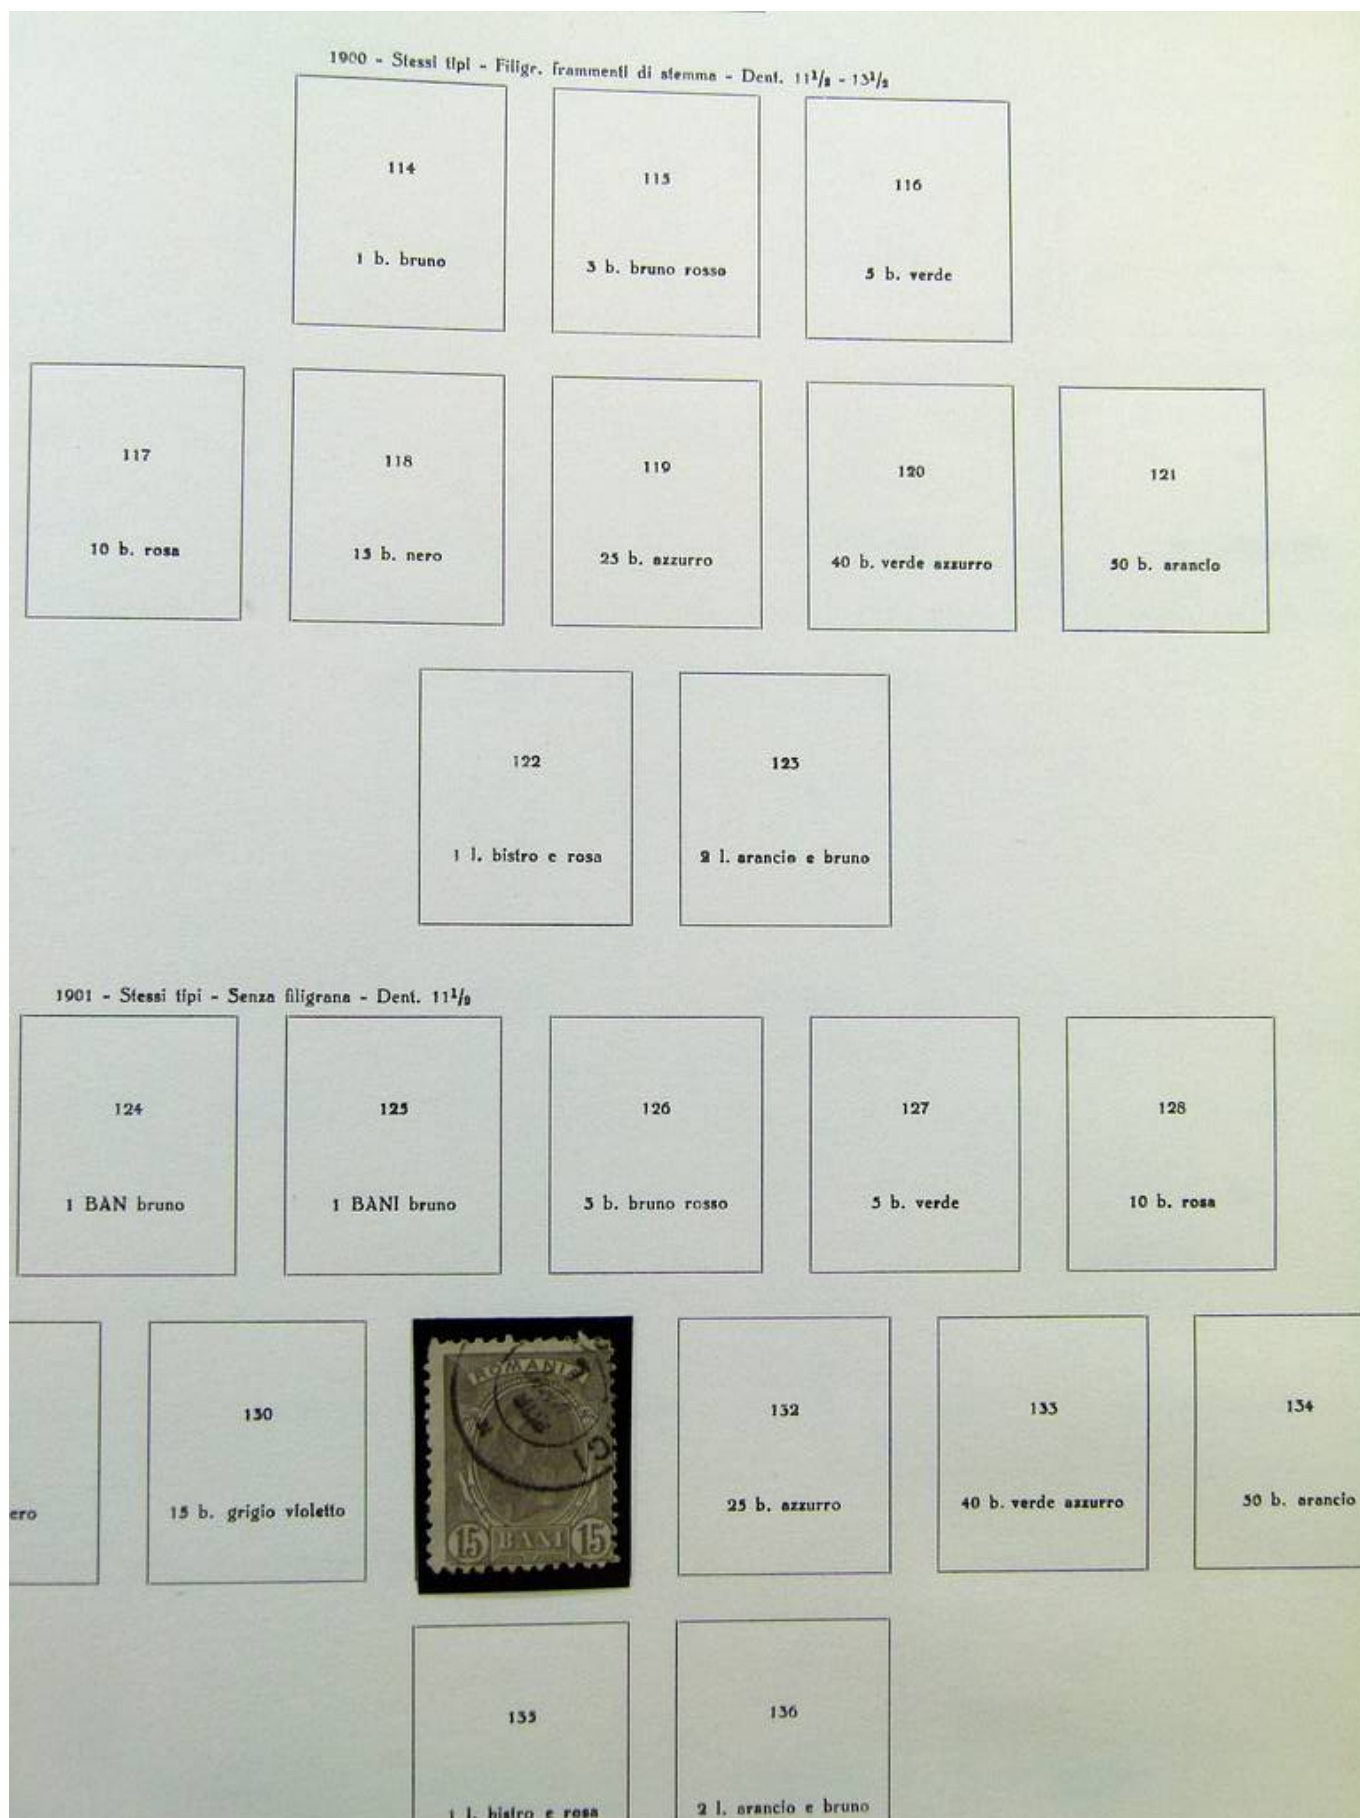 1900 - Stessi tipi - Filigr. frammenti di stemma - Dent. 11¹/₂ - 13¹/₂
114 115 116
1 b. bruno 3 b. bruno rosso 5 b. verde
117 118 119 120 121
10 b. rosa 15 b. nero 25 b. azzurro 40 b. verde azzurro 50 b. arancio
122 123
1 l. bistro e rosa 2 l. arancio e bruno
1901 - Stessi tipi - Senza filigrana - Dent. 11¹/₂
124 125 126 127 128
1 BAN bruno 1 BANI bruno 3 b. bruno rosso 5 b. verde 10 b. rosa
ROMANIA
130 132 133 134
ero 15 b. grigio violetto 25 b. azzurro 40 b. verde azzurro 50 b. arancio
15 BANI 15
135 136
1 l. bistro e rosa 2 l. arancio e bruno